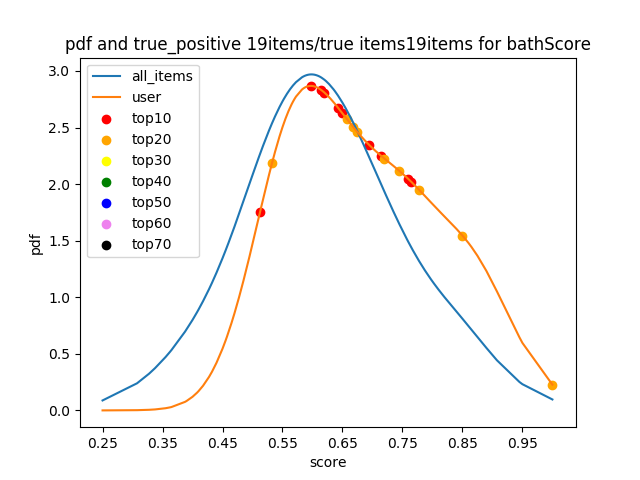 pdf and true_positive 19items/true items19items for bathScore
all_items
user
top10
top20
top30
top40
top50
top60
top70
3.0
2.5
2.0
1.5
1.0
0.5
0.0
pdf
0.25 0.35 0.45 0.55 0.65 0.75 0.85 0.95
score